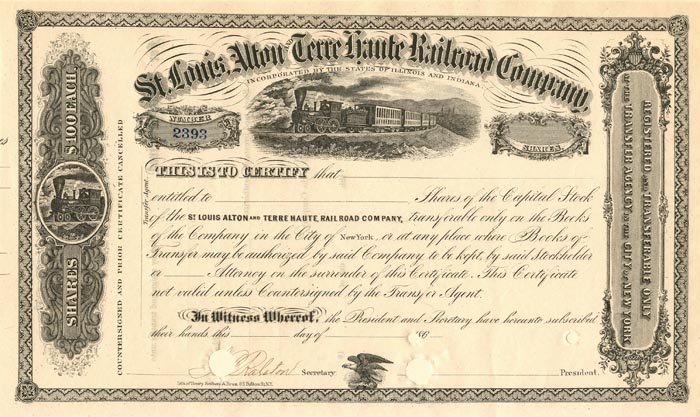 St. Louis, Alton AND Terre Haute Railroad Company,
INCORPORATED BY THE STATES OF ILLINOIS AND INDIANA.
NUMBER
2393
SHARES.
SHARES $100 EACH
COUNTERSIGNED AND PRIOR CERTIFICATE CANCELLED
Transfer Agent.
THIS IS TO CERTIFY that
entitled to Shares of the Capital Stock
of the ST. LOUIS ALTON AND TERRE HAUTE, RAIL ROAD COMPANY, transferable only on the Books
of the Company in the City of New York, or at any place where Books of
Transfer may be authorized by said Company to be kept, by said Stockholder
or Attorney on the surrender of this Certificate. This Certificate
not valid unless Countersigned by the Transfer Agent.
In Witness Whereof, the President and Secretary have hereunto subscribed
their hands this day of 186
Ralston Secretary President.
REGISTERED AND TRANSFERABLE ONLY
AT THE TRANSFER AGENCY IN THE CITY OF NEW YORK